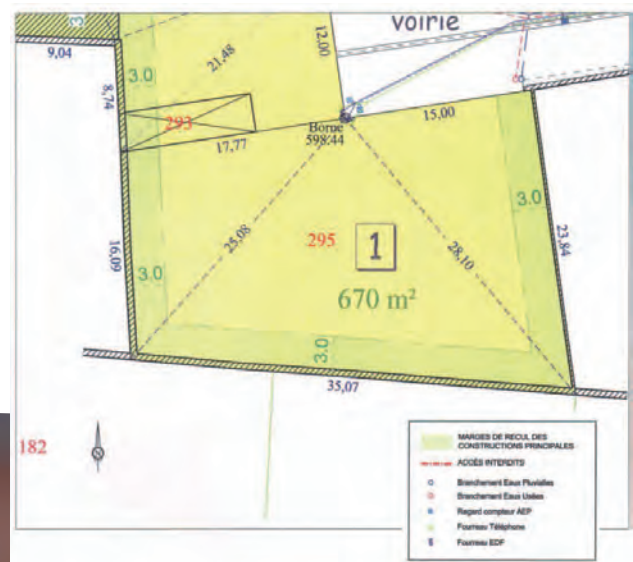 voirie
12,00
3
9,04
3.0
21,48
8,74
293
Borne
598.44
15,00
17,77
3.0
23,84
16,09
25,08
295
1
28,10
3.0
670 m²
3.0
35,07
182
MARGES DE RECUL DES
CONSTRUCTIONS PRINCIPALES
ACCÈS INTERDITS
Branchement Eaux Pluviales
Branchement Eaux Usées
Regard compteur AEP
Fourreau Téléphone
Fourreau EDF